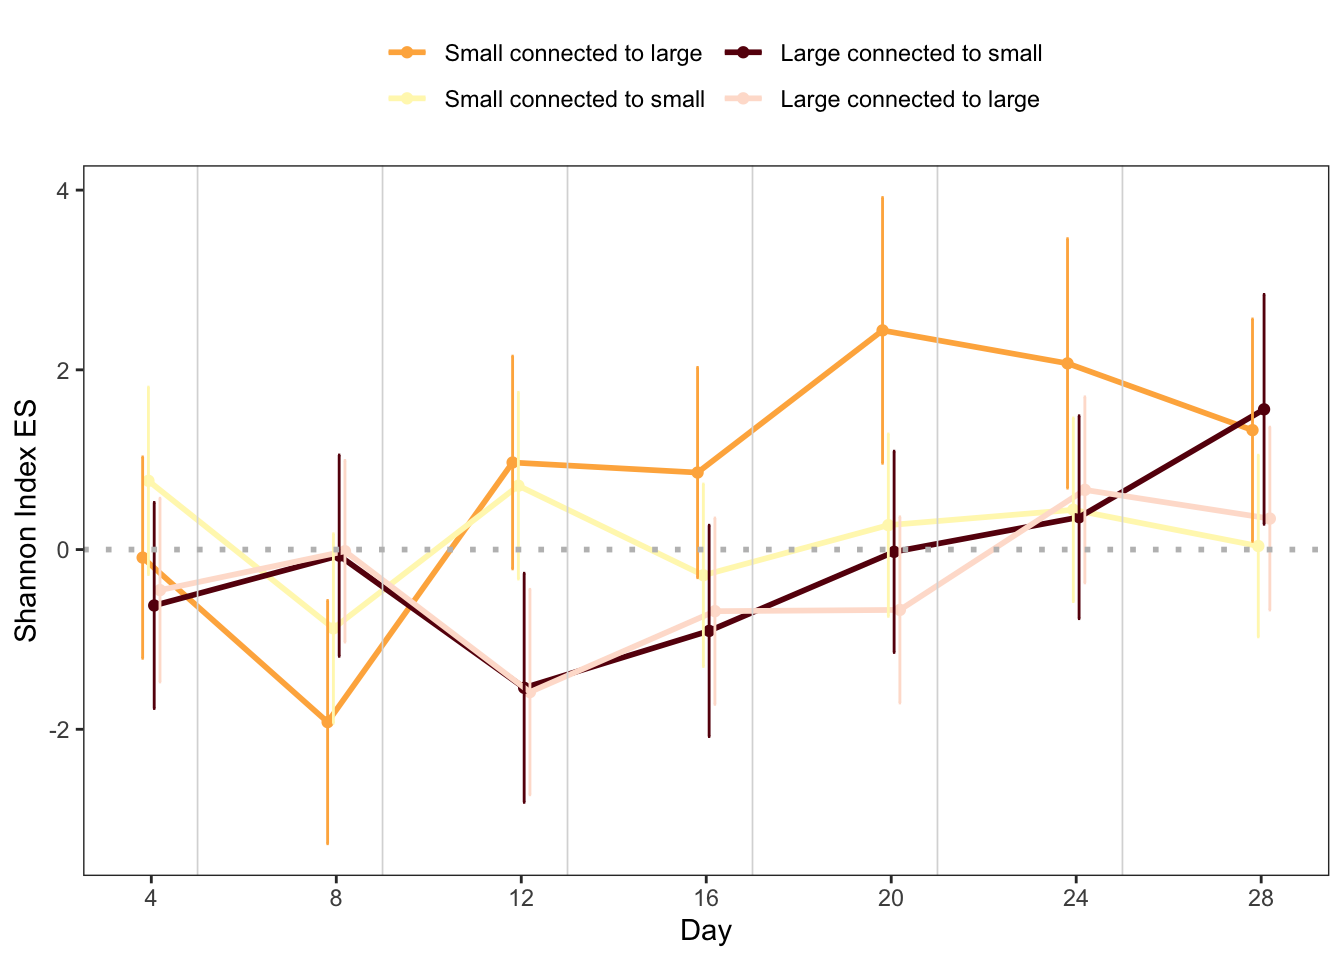 Small connected to large
Large connected to small
Small connected to small
Large connected to large
4
2
0
-2
Shannon Index ES
4
8
12
16
20
24
28
Day